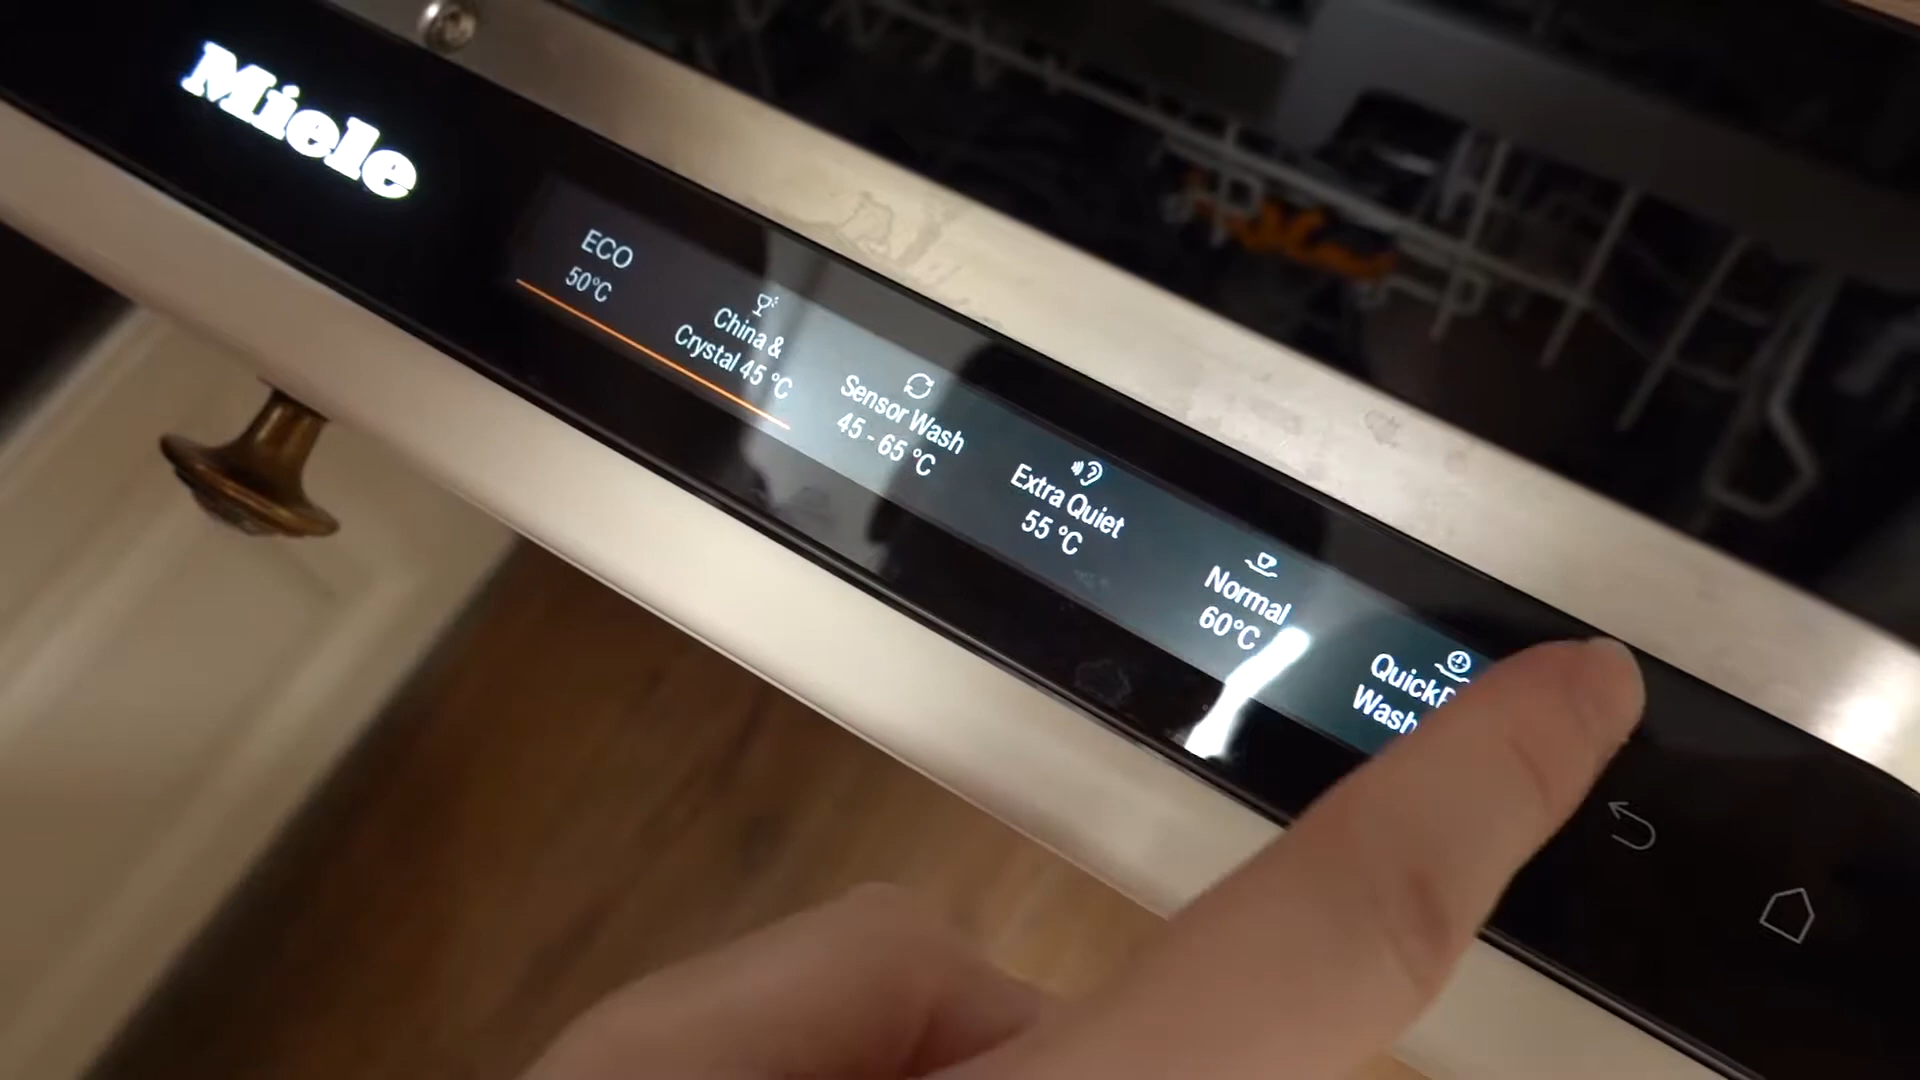 Miele
ECO
50°C
China &
Crystal 45 °C
Sensor Wash
45 - 65 °C
Extra Quiet
55 °C
Normal
60°C
Wash